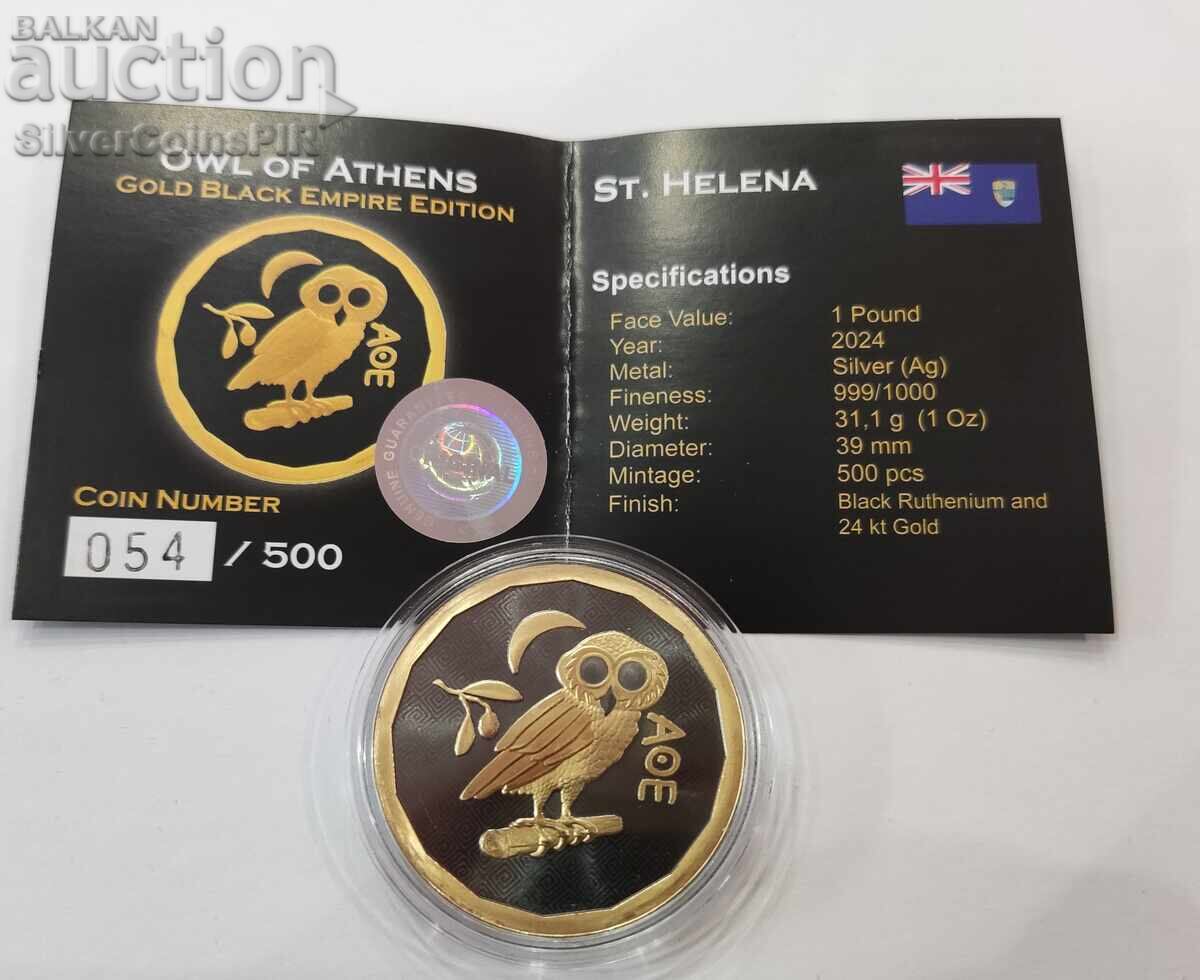 BALKAN
auction
SilverCoinsPIR
OWL OF ATHENS
GOLD BLACK EMPIRE EDITION
ΑΘΕ
GENUINE GUARANTEE
COIN NUMBER
054 / 500
ST. HELENA
Specifications
Face Value: 1 Pound
Year: 2024
Metal: Silver (Ag)
Fineness: 999/1000
Weight: 31,1 g (1 Oz)
Diameter: 39 mm
Mintage: 500 pcs
Finish: Black Ruthenium and
24 kt Gold
ΑΘΕ